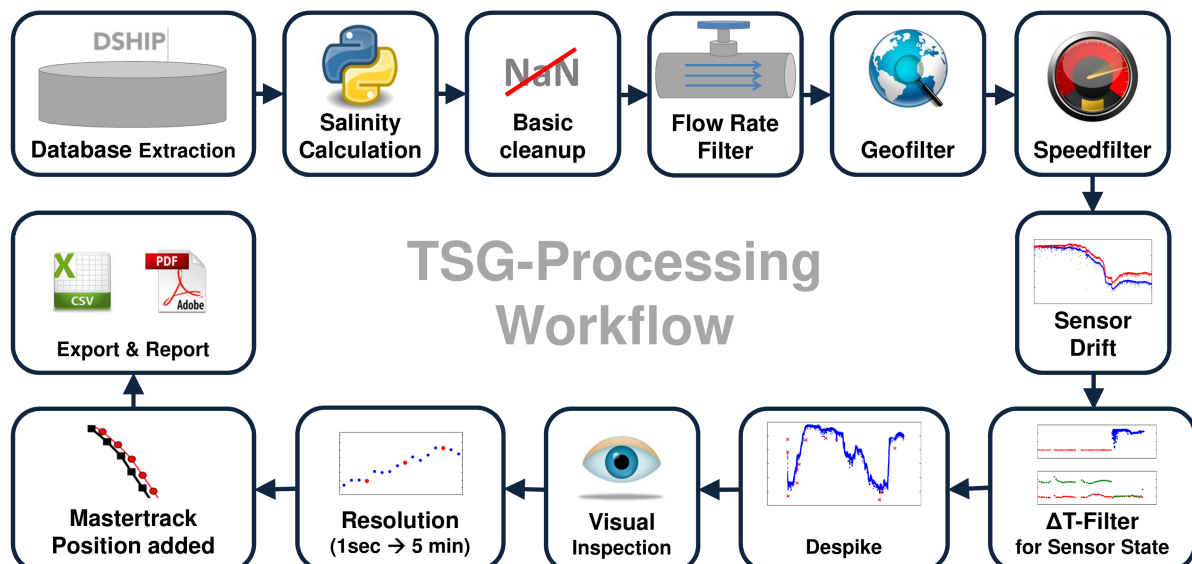 DSHIP
Database Extraction
Salinity
Calculation
NaN
Basic
cleanup
Flow Rate
Filter
Geofilter
Speedfilter
TSG-Processing
Workflow
Sensor
Drift
ΔT-Filter
for Sensor State
Despike
Visual
Inspection
Resolution
(1sec → 5 min)
Mastertrack
Position added
X
CSV
PDF
Adobe
Export & Report